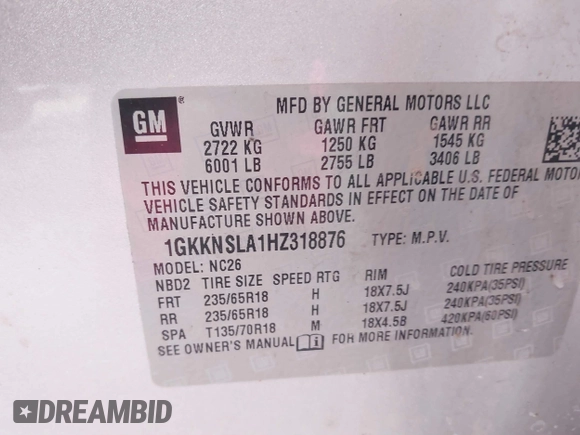 GM®
MFD BY GENERAL MOTORS LLC
GVWR GAWR FRT GAWR RR
2722 KG 1250 KG 1545 KG
6001 LB 2755 LB 3406 LB
THIS VEHICLE CONFORMS TO ALL APPLICABLE U.S. FEDERAL MOTOR
VEHICLE SAFETY STANDARDS IN EFFECT ON THE DATE OF
MANUFACTURE SHOWN ABOVE.
1GKKNSLA1HZ318876 TYPE: M.P.V.
MODEL: NC26
NBD2 TIRE SIZE SPEED RTG RIM COLD TIRE PRESSURE
FRT 235/65R18 H 18X7.5J 240KPA(35PSI)
RR 235/65R18 H 18X7.5J 240KPA(35PSI)
SPA T135/70R18 M 18X4.5B 420KPA(60PSI)
SEE OWNER'S MANUAL FOR MORE INFORMATION.
DREAMBID